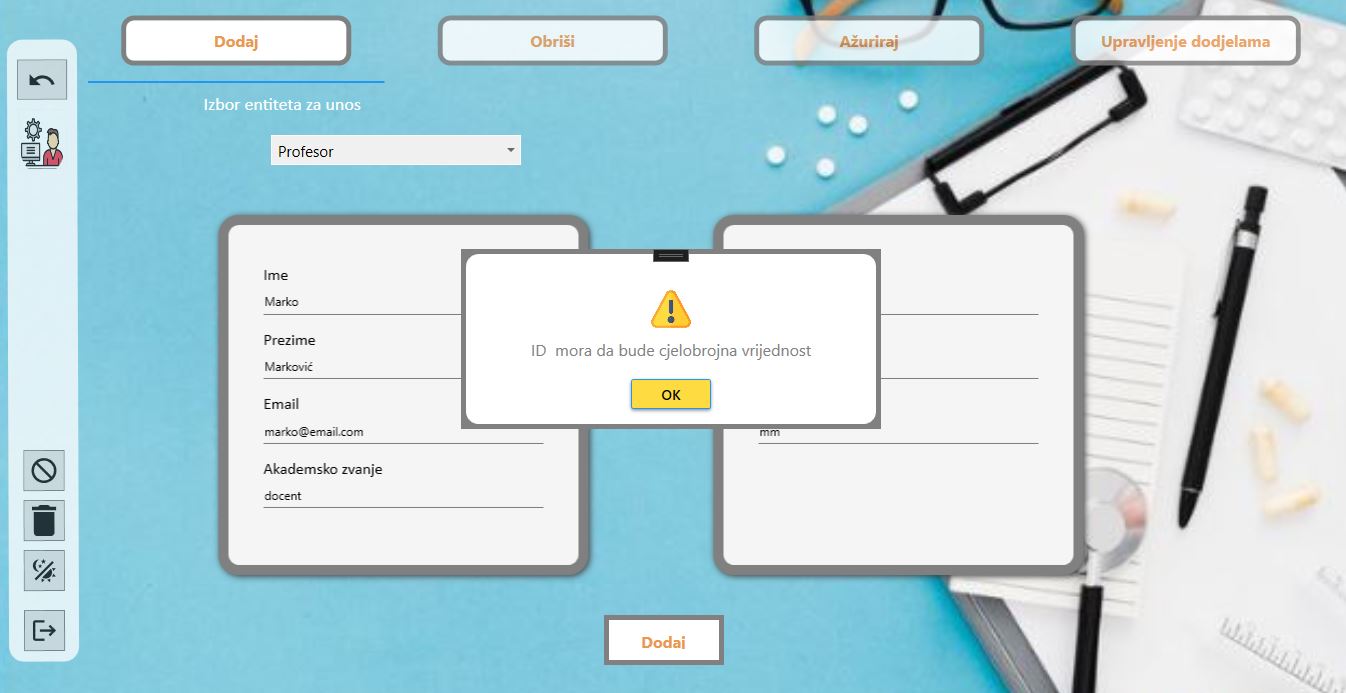 Dodaj
Obriši
Ažuriraj
Upravljenje dodjelama
Izbor entiteta za unos
Profesor
Ime
Marko
Prezime
Marković
Email
marko@email.com
Akademsko zvanje
docent
ID  mora da bude cjelobrojna vrijednost
OK
mm
Dodaj